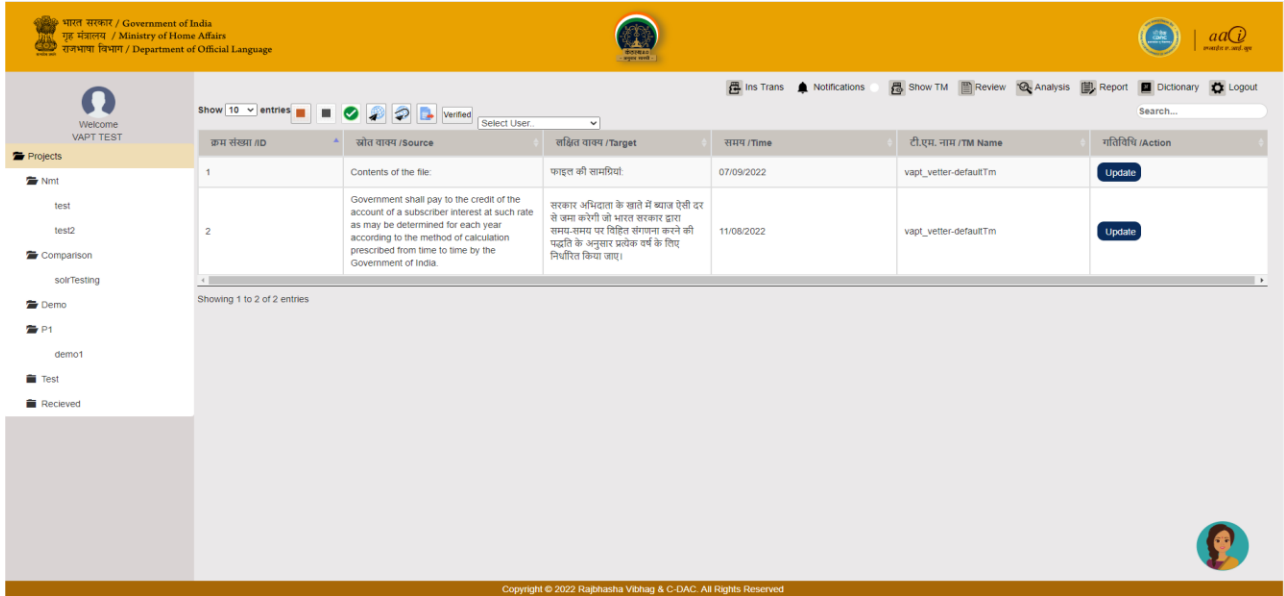 भारत सरकार / Government of India
गृह मंत्रालय / Ministry of Home Affairs
राजभाषा विभाग / Department of Official Language
Ins Trans Notifications Show TM Review Analysis Report Dictionary Logout
Welcome
VAPT TEST
Show 10 entries Verified Select User..
Search...
Projects
Nmt
test
test2
Comparison
solrTesting
Demo
P1
demo1
Test
Recieved
क्रम संख्या /ID स्रोत वाक्य /Source लक्षित वाक्य /Target समय /Time टी.एम. नाम /TM Name गतिविधि /Action
1 Contents of the file: फाइल की सामग्रियां: 07/09/2022 vapt_vetter-defaultTm Update
2
Government shall pay to the credit of the
account of a subscriber interest at such rate
as may be determined for each year
according to the method of calculation
prescribed from time to time by the
Government of India.
सरकार अभिदाता के खाते में ब्याज ऐसी दर
से जमा करेगी जो भारत सरकार द्वारा
समय-समय पर विहित संगणना करने की
पद्धति के अनुसार प्रत्येक वर्ष के लिए
निर्धारित किया जाए।
11/08/2022 vapt_vetter-defaultTm Update
Showing 1 to 2 of 2 entries
Copyright © 2022 Rajbhasha Vibhag & C-DAC. All Rights Reserved